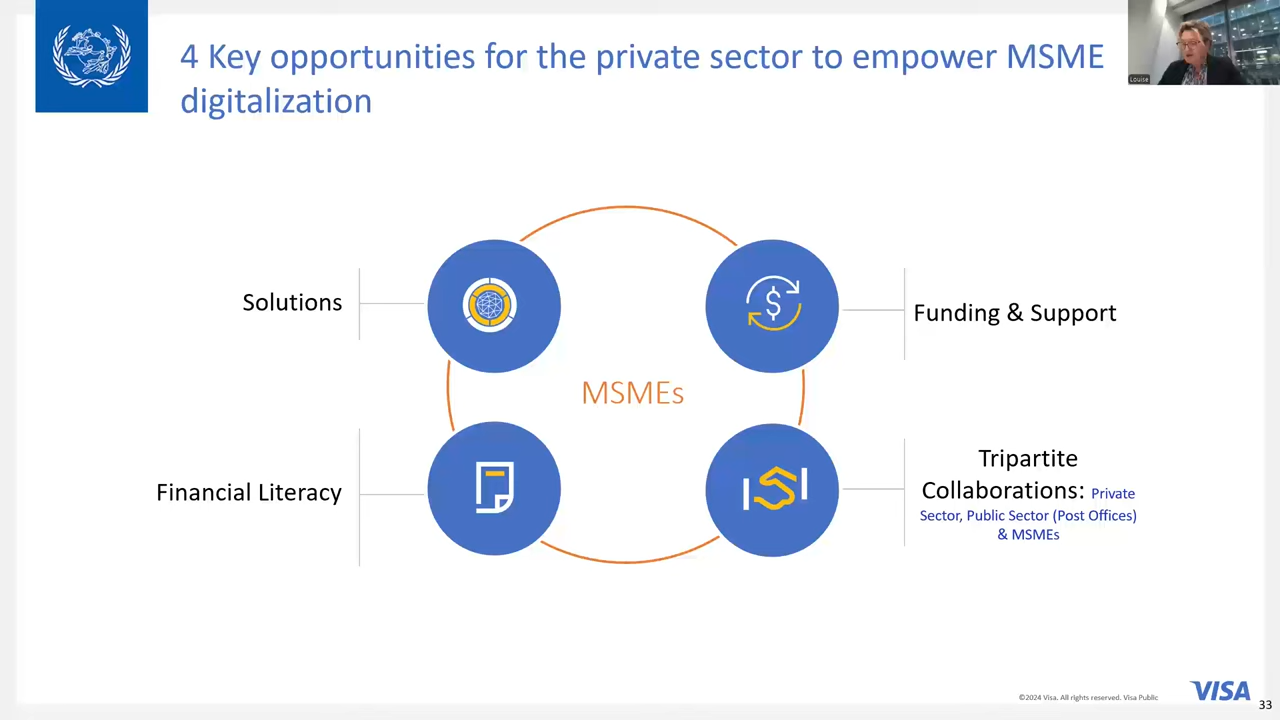 4 Key opportunities for the private sector to empower MSME
digitalization
Louise
Solutions
Funding & Support
MSMEs
Financial Literacy
Tripartite
Collaborations: Private
Sector, Public Sector (Post Offices)
& MSMEs
©2024 Visa. All rights reserved. Visa Public
VISA
33